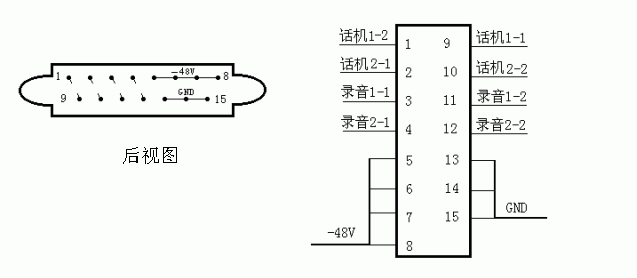 1 -48V 8
9 GND 15
后视图
话机1-2 1 9 话机1-1
话机2-1 2 10 话机2-2
录音1-1 3 11 录音1-2
录音2-1 4 12 录音2-2
5 13
6 14
7 15 GND
-48V 8